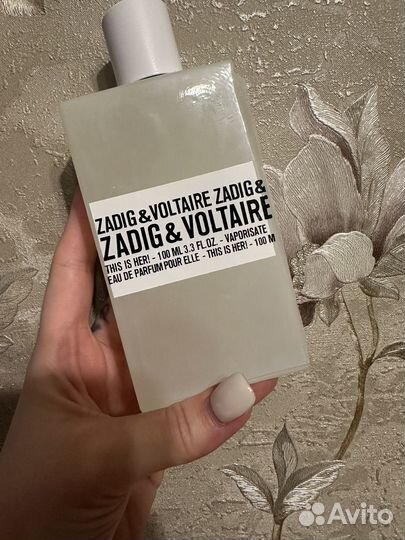 ZADIG&VOLTAIRE ZADIG&
ZADIG&VOLTAIRE
THIS IS HER! - 100 ML 3.3 FL.OZ. - VAPORISATE
EAU DE PARFUM POUR ELLE - THIS IS HER! - 100 M
Avito